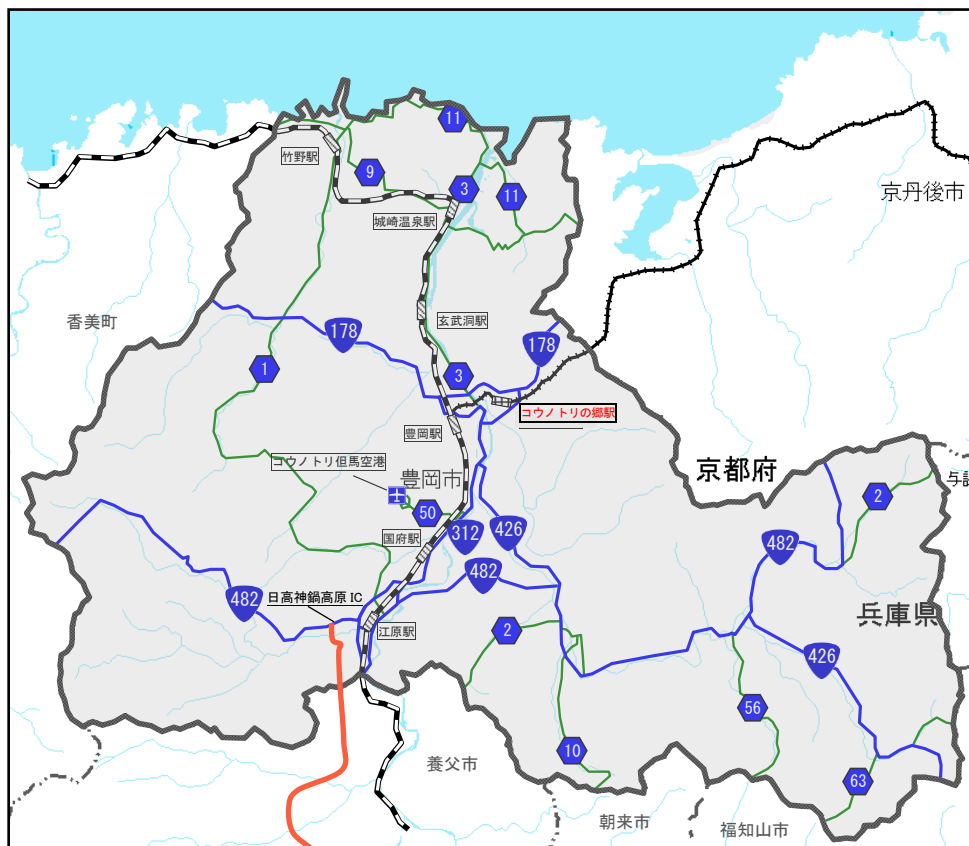 11
竹野駅
9
3
11
京丹後市
城崎温泉駅
香美町
玄武洞駅
178
178
1
3
コウノトリの郷駅
豊岡駅
コウノトリ但馬空港
豊岡市
京都府
2
50
312
426
国府駅
482
482
482
日高神鍋高原IC
兵庫県
江原駅
2
426
56
10
養父市
63
朝来市
福知山市